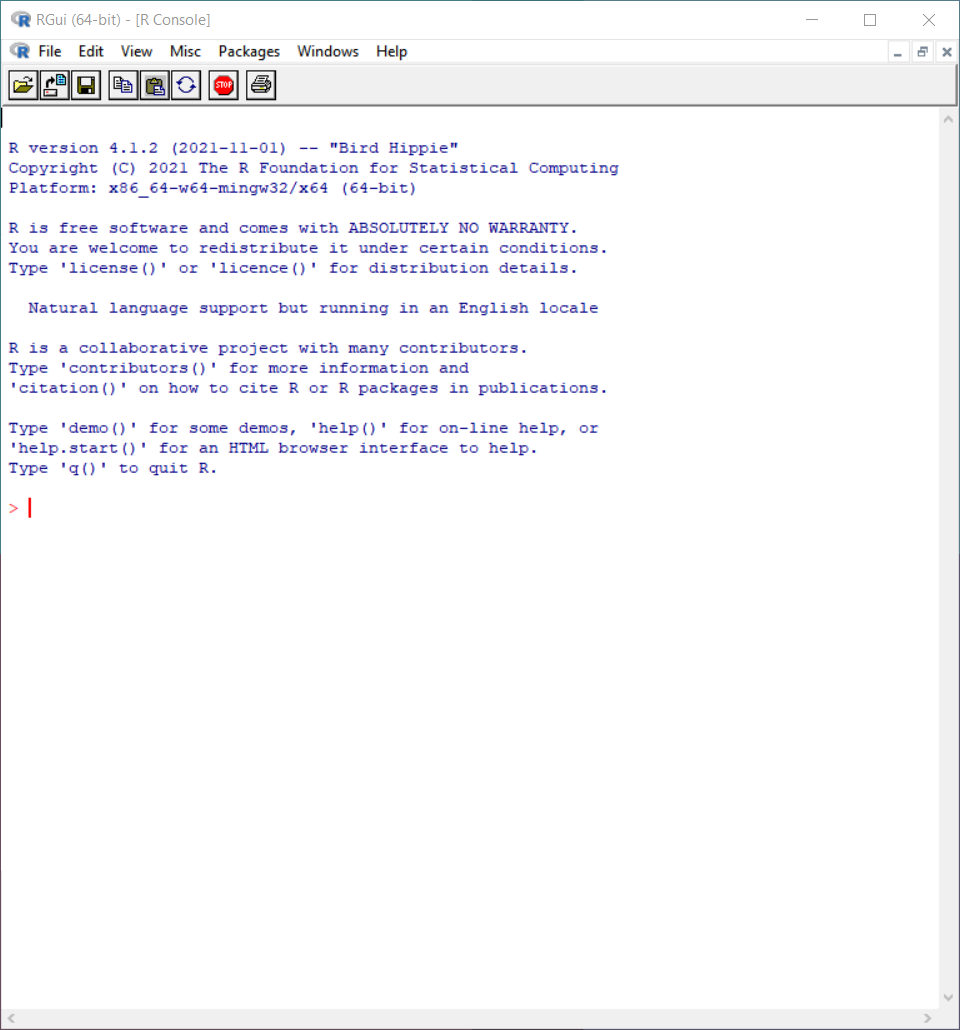 RGui (64-bit) - [R Console]
File Edit View Misc Packages Windows Help
STOP
R version 4.1.2 (2021-11-01) -- "Bird Hippie"
Copyright (C) 2021 The R Foundation for Statistical Computing
Platform: x86_64-w64-mingw32/x64 (64-bit)
R is free software and comes with ABSOLUTELY NO WARRANTY.
You are welcome to redistribute it under certain conditions.
Type 'license()' or 'licence()' for distribution details.
Natural language support but running in an English locale
R is a collaborative project with many contributors.
Type 'contributors()' for more information and
'citation()' on how to cite R or R packages in publications.
Type 'demo()' for some demos, 'help()' for on-line help, or
'help.start()' for an HTML browser interface to help.
Type 'q()' to quit R.
>